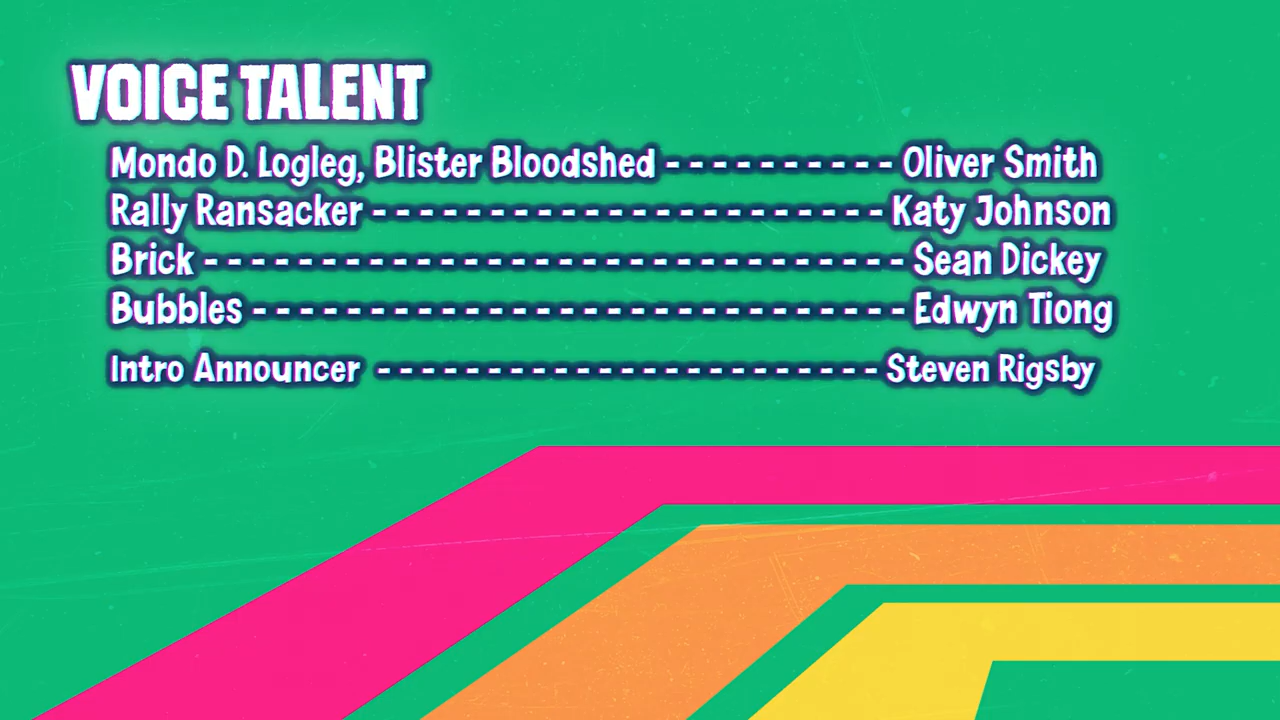 VOICE TALENT
Mondo D. Logleg, Blister Bloodshed - - - - - - - - - - Oliver Smith
Rally Ransacker - - - - - - - - - - - - - - - - - - - - - - Katy Johnson
Brick - - - - - - - - - - - - - - - - - - - - - - - - - - - - - - Sean Dickey
Bubbles - - - - - - - - - - - - - - - - - - - - - - - - - - - - Edwyn Tiong
Intro Announcer - - - - - - - - - - - - - - - - - - - - - - Steven Rigsby